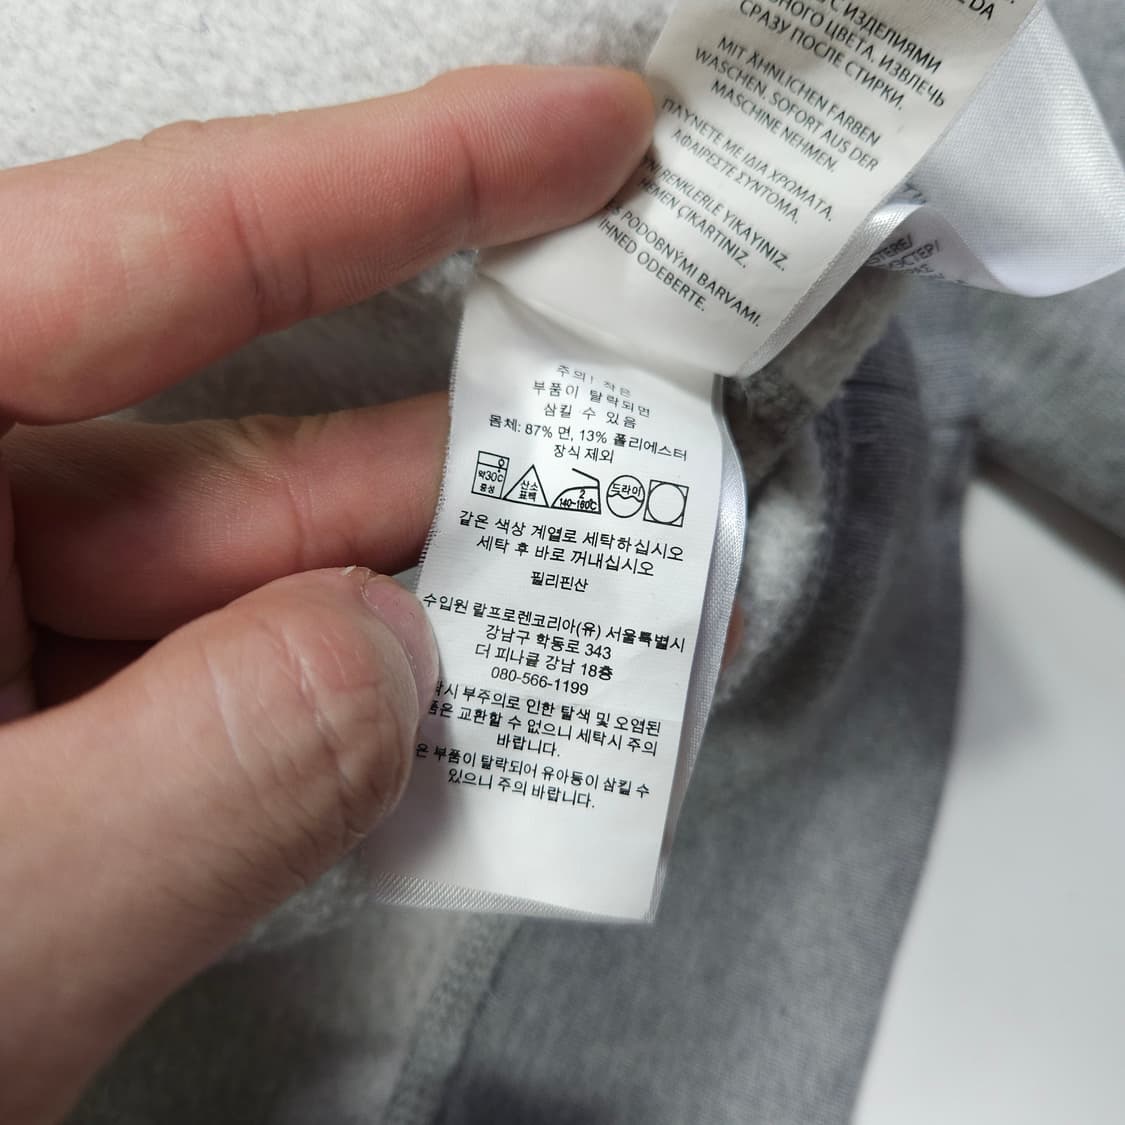 DA
С ИЗДЕЛИЯМИ
ЦВЕТА. ИЗВЛЕЧЬ
СРАЗУ ПОСЛЕ СТИРКИ.
MIT ÄHNLICHEN FARBEN
WASCHEN. SOFORT AUS DER
MASCHINE NEHMEN.
ΠΛΥΝΕΤΕ ΜΕ ΙΔΙΑ ΧΡΩΜΑΤΑ.
ΑΦΑΙΡΕΣΤΕ ΣΥΝΤΟΜΑ.
RENKLERLE YIKAYINIZ.
HEMEN ÇIKARTINIZ.
PODOBNÝMI BARVAMI.
IHNED ODEBERTE.
주의! 작은
부품이 탈락되면
삼킬 수 있음
몸체: 87% 면, 13% 폴리에스터
장식 제외
약30℃
중성
산소
표백
2
140~160℃
드라이
같은 색상 계열로 세탁하십시오
세탁 후 바로 꺼내십시오
필리핀산
수입원 랄프로렌코리아(유) 서울특별시
강남구 학동로 343
더 피나클 강남 18층
080-566-1199
부주의로 인한 탈색 및 오염된
교환할 수 없으니 세탁시 주의
바랍니다.
부품이 탈락되어 유아등이 삼킬 수
있으니 주의 바랍니다.